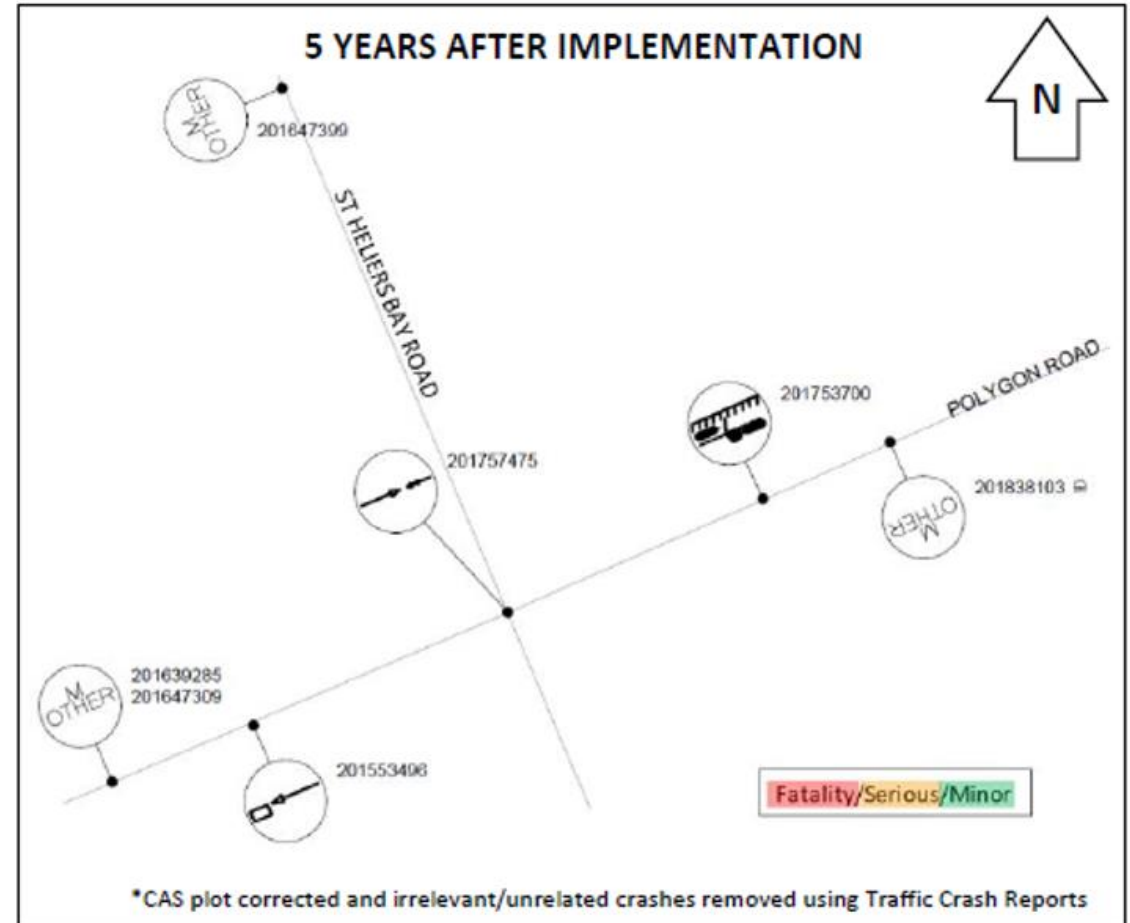 5 YEARS AFTER IMPLEMENTATION
N
M
OTHER
201647399
ST HELIERS BAY ROAD
201753700
POLYGON ROAD
201757475
201838103
M
OTHER
201639285
201647309
M
OTHER
201553496
Fatality/Serious/Minor
*CAS plot corrected and irrelevant/unrelated crashes removed using Traffic Crash Reports